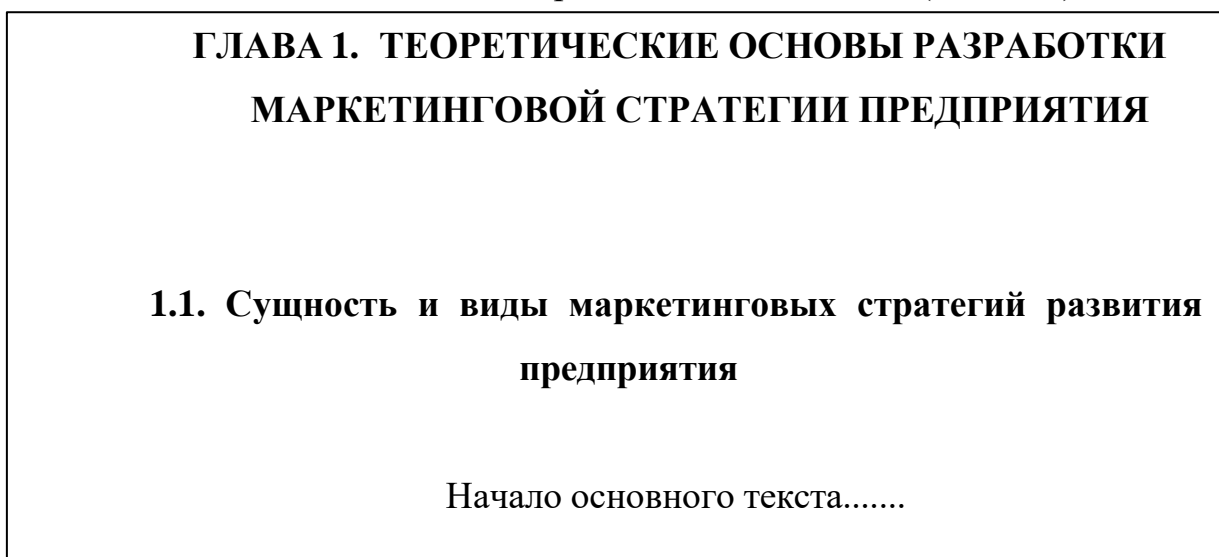 ГЛАВА 1. ТЕОРЕТИЧЕСКИЕ ОСНОВЫ РАЗРАБОТКИ
МАРКЕТИНГОВОЙ СТРАТЕГИИ ПРЕДПРИЯТИЯ
1.1. Сущность и виды маркетинговых стратегий развития
предприятия
Начало основного текста.......